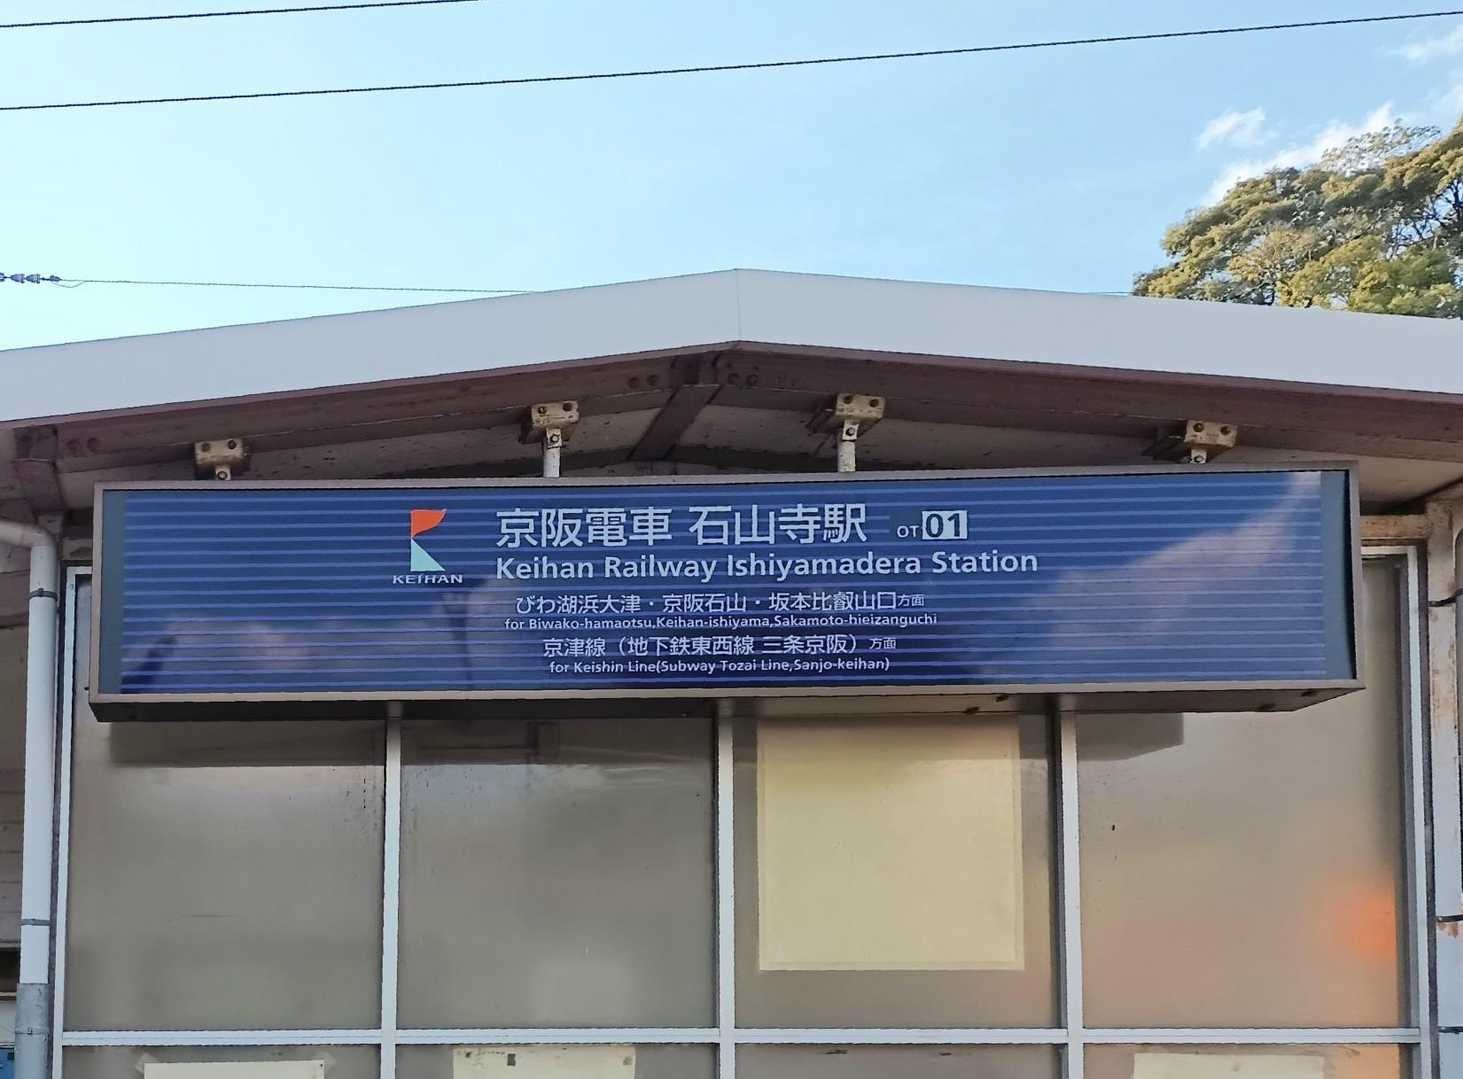 京阪電車 石山寺駅 OT01
KEIHAN
Keihan Railway Ishiyamadera Station
びわ湖浜大津・京阪石山・坂本比叡山口方面
for Biwako-hamaotsu,Keihan-ishiyama,Sakamoto-hieizanguchi
京津線（地下鉄東西線 三条京阪）方面
for Keishin Line(Subway Tozai Line,Sanjo-keihan)